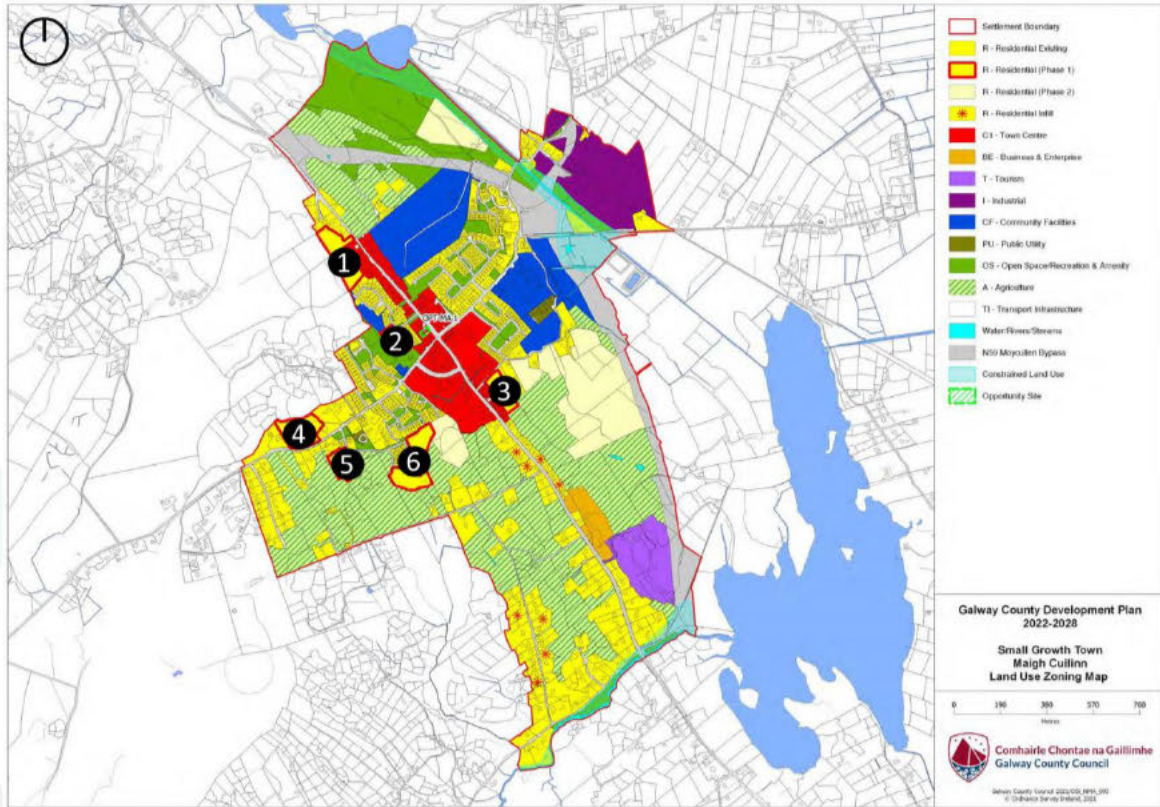 Settlement Boundary
R - Residential Existing
R - Residential (Phase 1)
R - Residential (Phase 2)
R - Residential Infill
C1 - Town Centre
BE - Business & Enterprise
T - Tourism
I - Industrial
CF - Community Facilities
PU - Public Utility
OS - Open Space/Recreation & Amenity
A - Agriculture
TI - Transport Infrastructure
Water/Rivers/Streams
N59 Moycullen Bypass
Constrained Land Use
Opportunity Site
1
2
3
4
5
6
Galway County Development Plan
2022-2028
Small Growth Town
Maigh Cuilinn
Land Use Zoning Map
0 190 380 570 760
Metres
Comhairle Chontae na Gaillimhe
Galway County Council
© Ordnance Survey Ireland, 2021